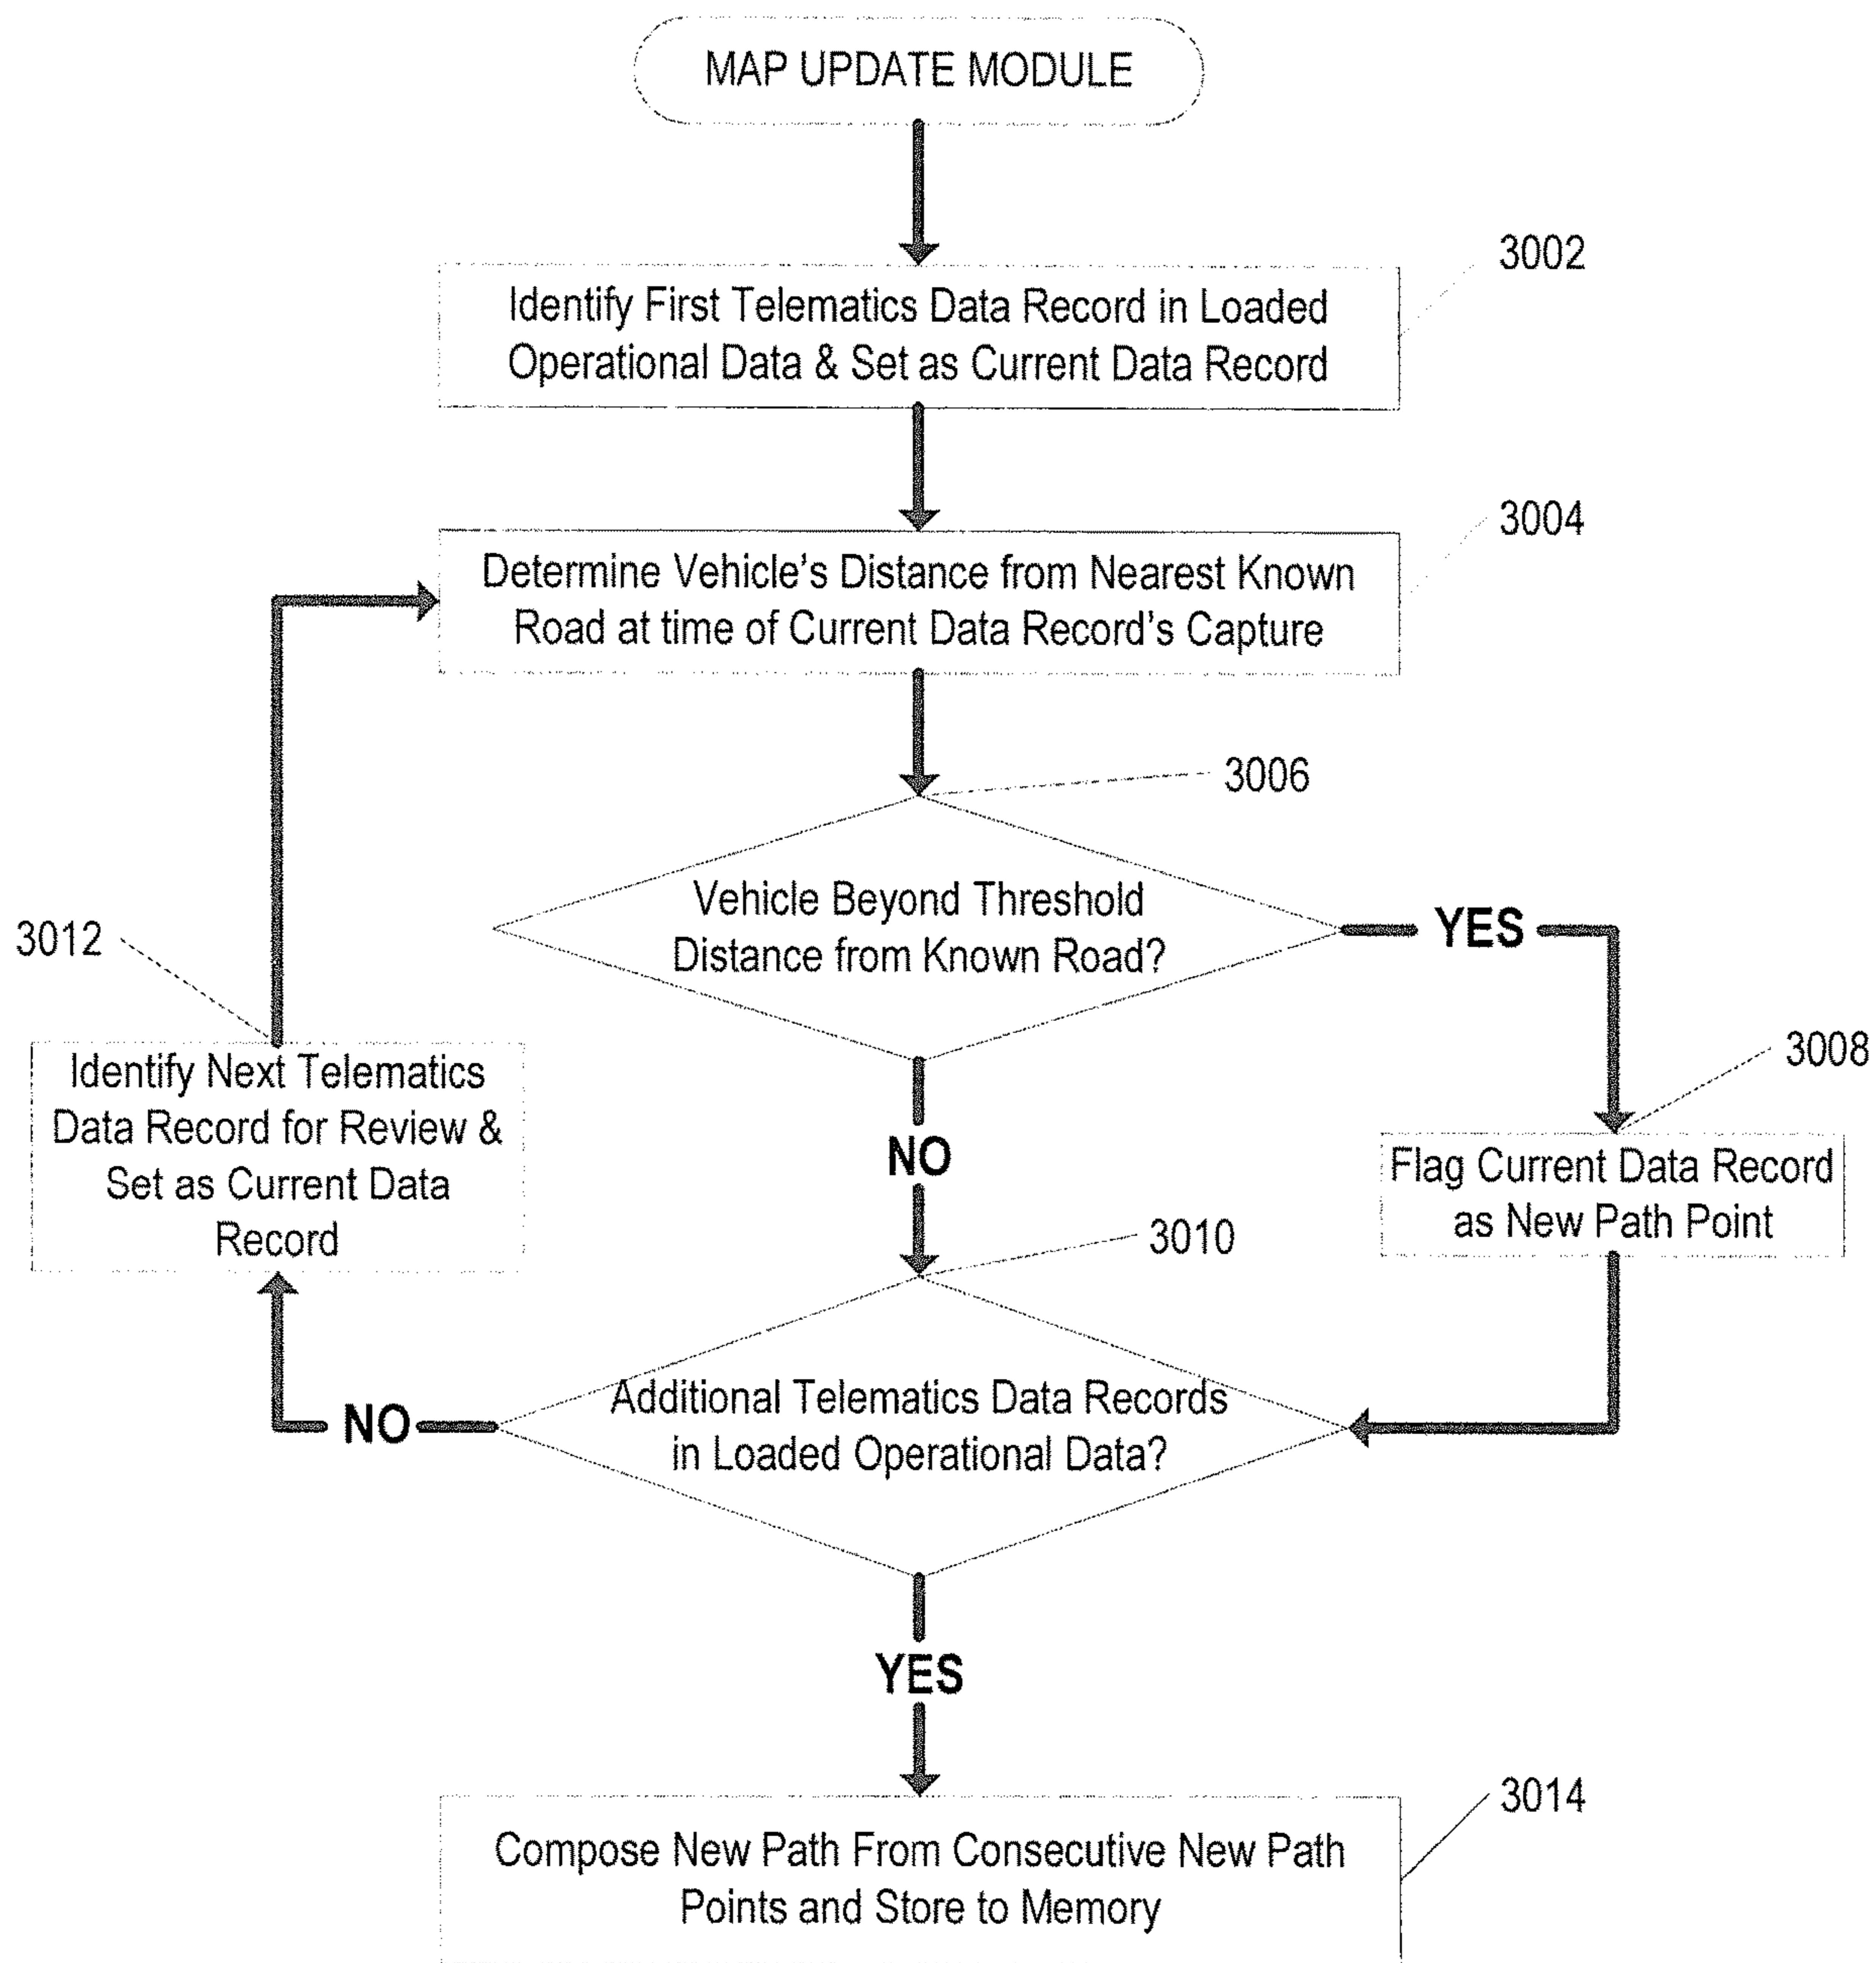 MAP UPDATE MODULE
3002
Identify First Telematics Data Record in Loaded
Operational Data & Set as Current Data Record
3004
Determine Vehicle's Distance from Nearest Known
Road at time of Current Data Record's Capture
3006
Vehicle Beyond Threshold
Distance from Known Road?
YES
3012
Identify Next Telematics
Data Record for Review &
Set as Current Data
Record
NO
3008
Flag Current Data Record
as New Path Point
3010
Additional Telematics Data Records
in Loaded Operational Data?
NO
YES
3014
Compose New Path From Consecutive New Path
Points and Store to Memory